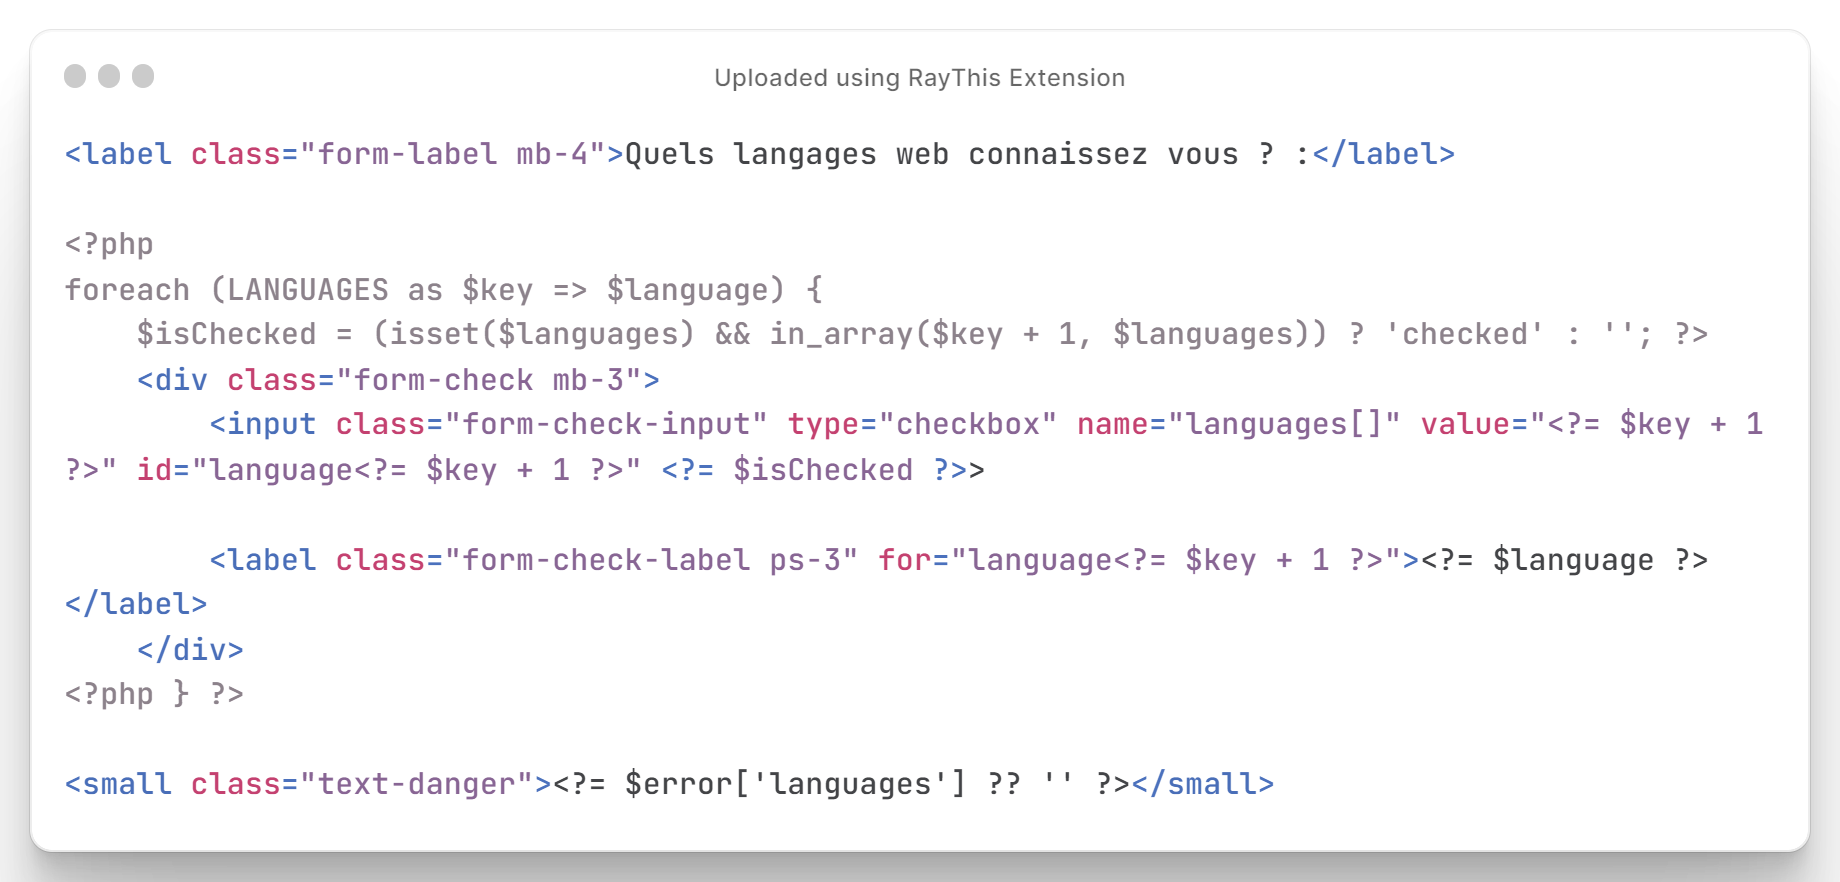 Uploaded using RayThis Extension
<label class="form-label mb-4">Quels langages web connaissez vous ? :</label>
<?php
foreach (LANGUAGES as $key => $language) {
    $isChecked = (isset($languages) && in_array($key + 1, $languages)) ? 'checked' : ''; ?>
    <div class="form-check mb-3">
        <input class="form-check-input" type="checkbox" name="languages[]" value="<?= $key + 1
?>" id="language<?= $key + 1 ?>" <?= $isChecked ?>>
        <label class="form-check-label ps-3" for="language<?= $key + 1 ?>"><?= $language ?>
</label>
    </div>
<?php } ?>
<small class="text-danger"><?= $error['languages'] ?? '' ?></small>